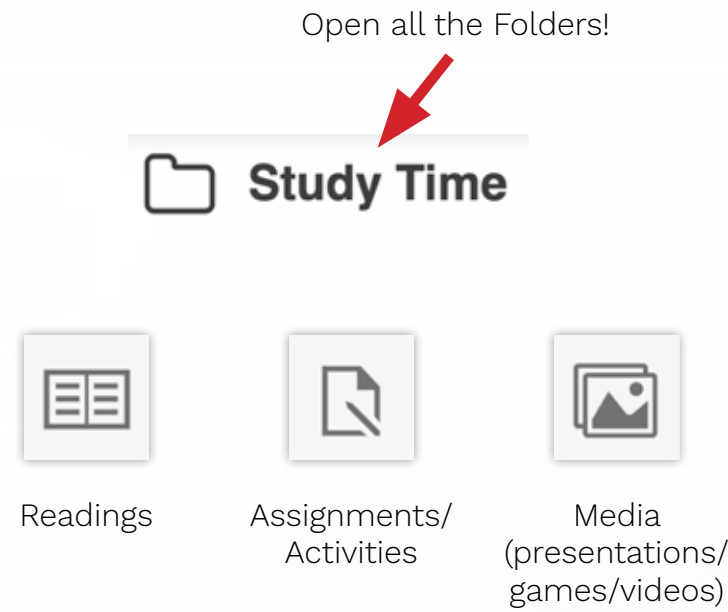 Open all the Folders!
Study Time
Readings
Assignments/
Activities
Media
(presentations/
games/videos)